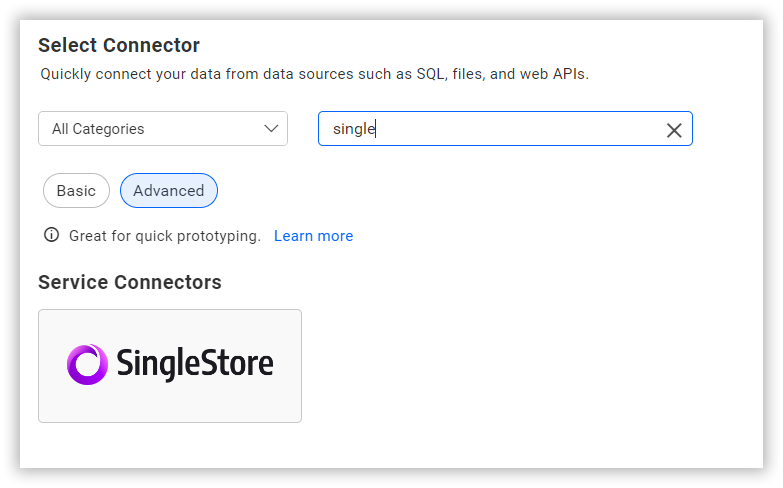 Select Connector
Quickly connect your data from data sources such as SQL, files, and web APIs.
All Categories
single
Basic
Advanced
Great for quick prototyping. Learn more
Service Connectors
SingleStore